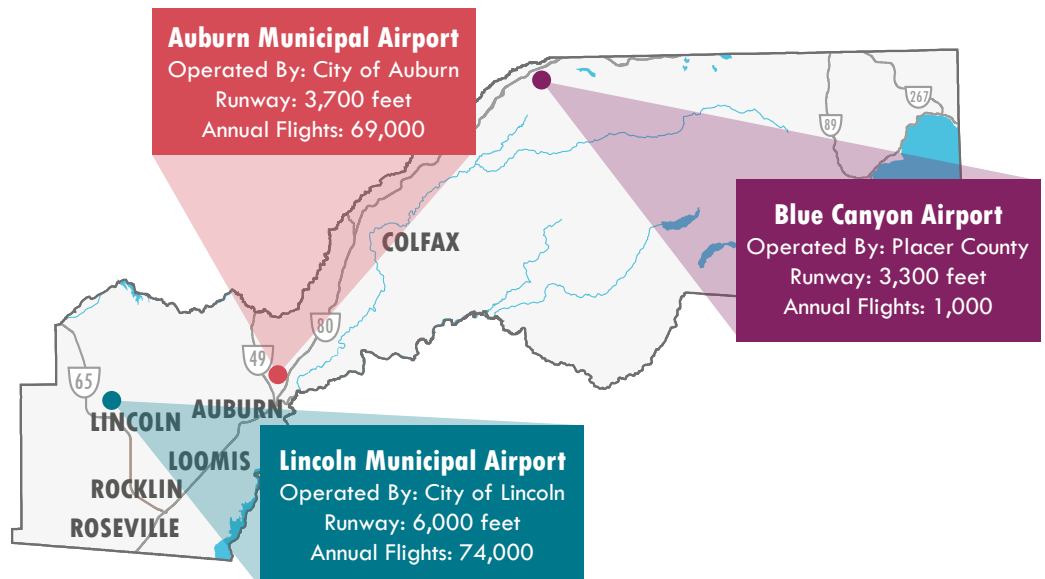 Auburn Municipal Airport
Operated By: City of Auburn
Runway: 3,700 feet
Annual Flights: 69,000
267
89
Blue Canyon Airport
Operated By: Placer County
Runway: 3,300 feet
Annual Flights: 1,000
COLFAX
80
49
65
AUBURN
LINCOLN
LOOMIS
ROCKLIN
ROSEVILLE
Lincoln Municipal Airport
Operated By: City of Lincoln
Runway: 6,000 feet
Annual Flights: 74,000